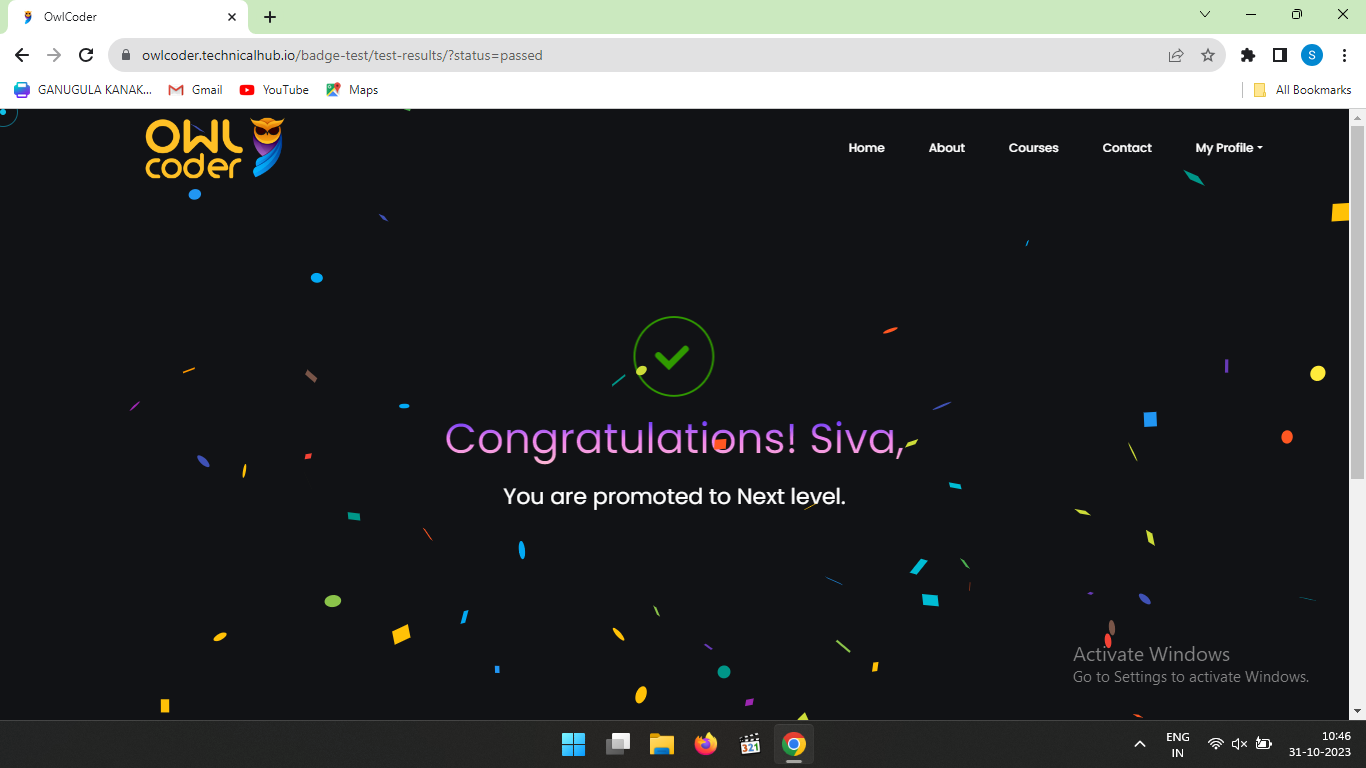 OwlCoder
owlcoder.technicalhub.io/badge-test/test-results/?status=passed
S
GANUGULA KANAK...
Gmail
YouTube
Maps
All Bookmarks
OWL
coder
Home
About
Courses
Contact
My Profile
Congratulations! Siva,
You are promoted to Next level.
Activate Windows
Go to Settings to activate Windows.
321
ENG
IN
10:46
31-10-2023